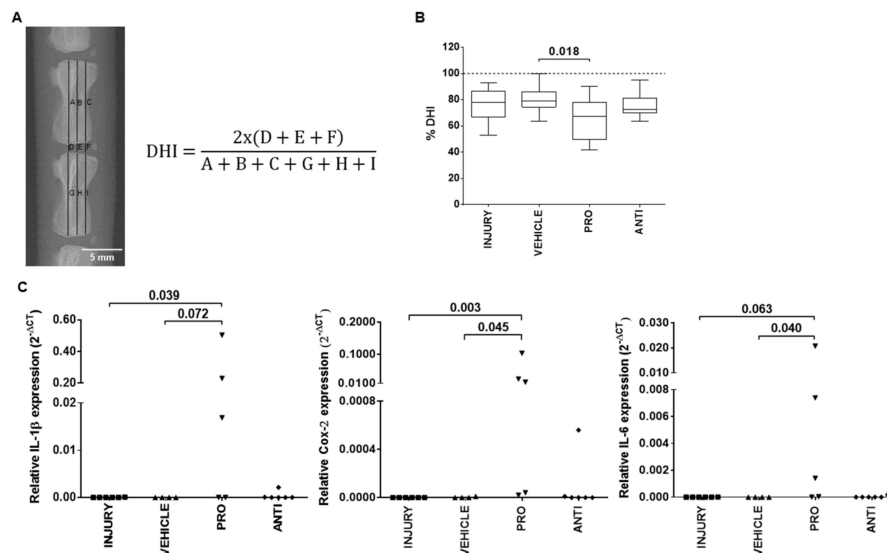 A
A B C
D E F
G H I
5 mm
DHI = 2x(D + E + F) / A + B + C + G + H + I
B
0.018
% DHI
120
100
80
60
40
20
0
INJURY
VEHICLE
PRO
ANTI
C
0.039
0.072
Relative IL-1β expression (2^-ΔCT)
0.60
0.40
0.20
0.02
0.01
0.00
INJURY
VEHICLE
PRO
ANTI
0.003
0.045
Relative Cox-2 expression (2^-ΔCT)
0.2000
0.1000
0.0100
0.0008
0.0004
0.0000
INJURY
VEHICLE
PRO
ANTI
0.063
0.040
Relative IL-6 expression (2^-ΔCT)
0.030
0.020
0.010
0.008
0.006
0.004
0.002
0.000
INJURY
VEHICLE
PRO
ANTI